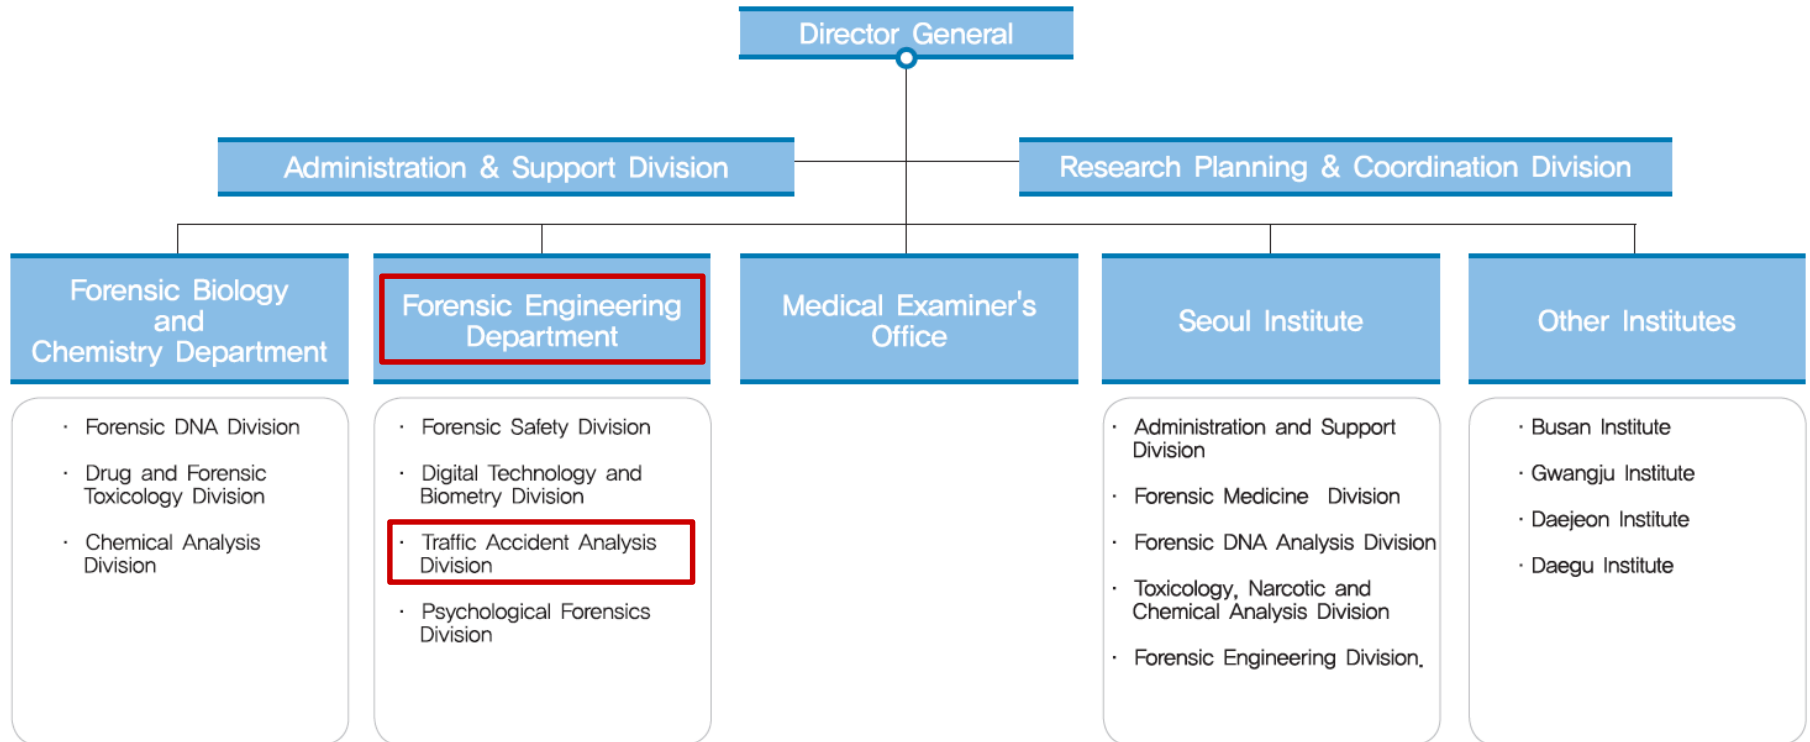 Director General
Administration & Support Division
Research Planning & Coordination Division
Forensic Biology
and
Chemistry Department
Forensic Engineering
Department
Medical Examiner's
Office
Seoul Institute
Other Institutes
· Forensic DNA Division
· Drug and Forensic
Toxicology Division
· Chemical Analysis
Division
· Forensic Safety Division
· Digital Technology and
Biometry Division
· Traffic Accident Analysis
Division
· Psychological Forensics
Division
· Administration and Support
Division
· Forensic Medicine Division
· Forensic DNA Analysis Division
· Toxicology, Narcotic and
Chemical Analysis Division
· Forensic Engineering Division.
· Busan Institute
· Gwangju Institute
· Daejeon Institute
· Daegu Institute